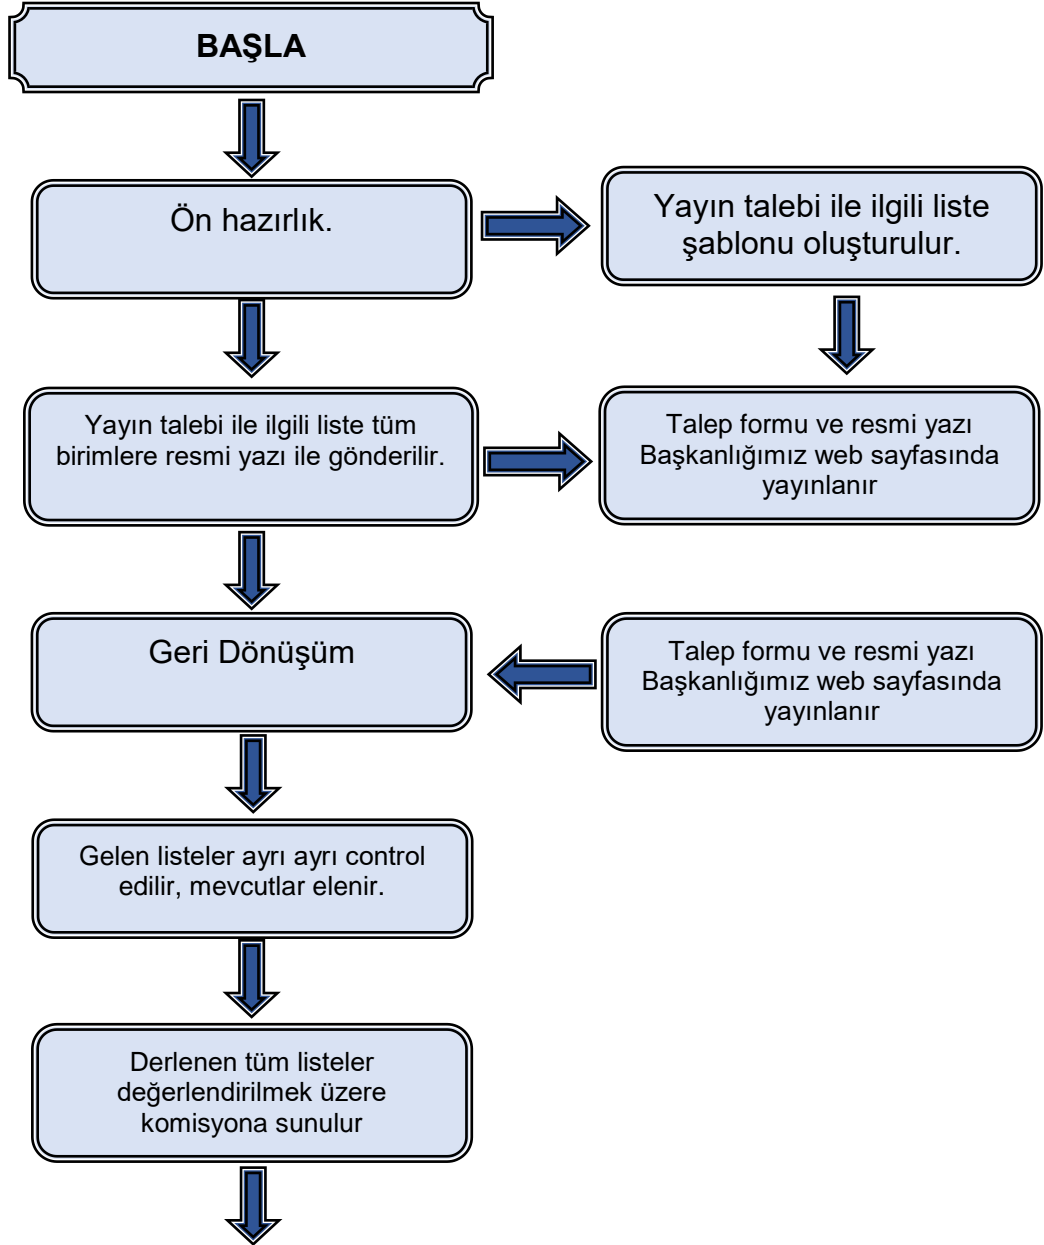 BAŞLA
Ön hazırlık.
Yayın talebi ile ilgili liste
şablonu oluşturulur.
Yayın talebi ile ilgili liste tüm
birimlere resmi yazı ile gönderilir.
Talep formu ve resmi yazı
Başkanlığımız web sayfasında
yayınlanır
Geri Dönüşüm
Talep formu ve resmi yazı
Başkanlığımız web sayfasında
yayınlanır
Gelen listeler ayrı ayrı control
edilir, mevcutlar elenir.
Derlenen tüm listeler
değerlendirilmek üzere
komisyona sunulur